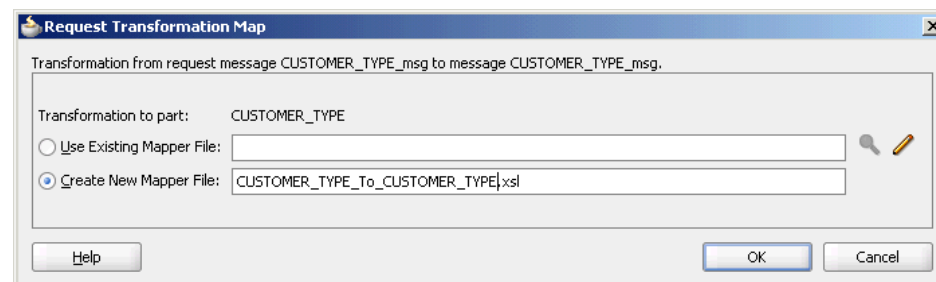 Request Transformation Map
Transformation from request message CUSTOMER_TYPE_msg to message CUSTOMER_TYPE_msg.
Transformation to part: CUSTOMER_TYPE
Use Existing Mapper File:
Create New Mapper File: CUSTOMER_TYPE_To_CUSTOMER_TYPE.xsl
Help OK Cancel